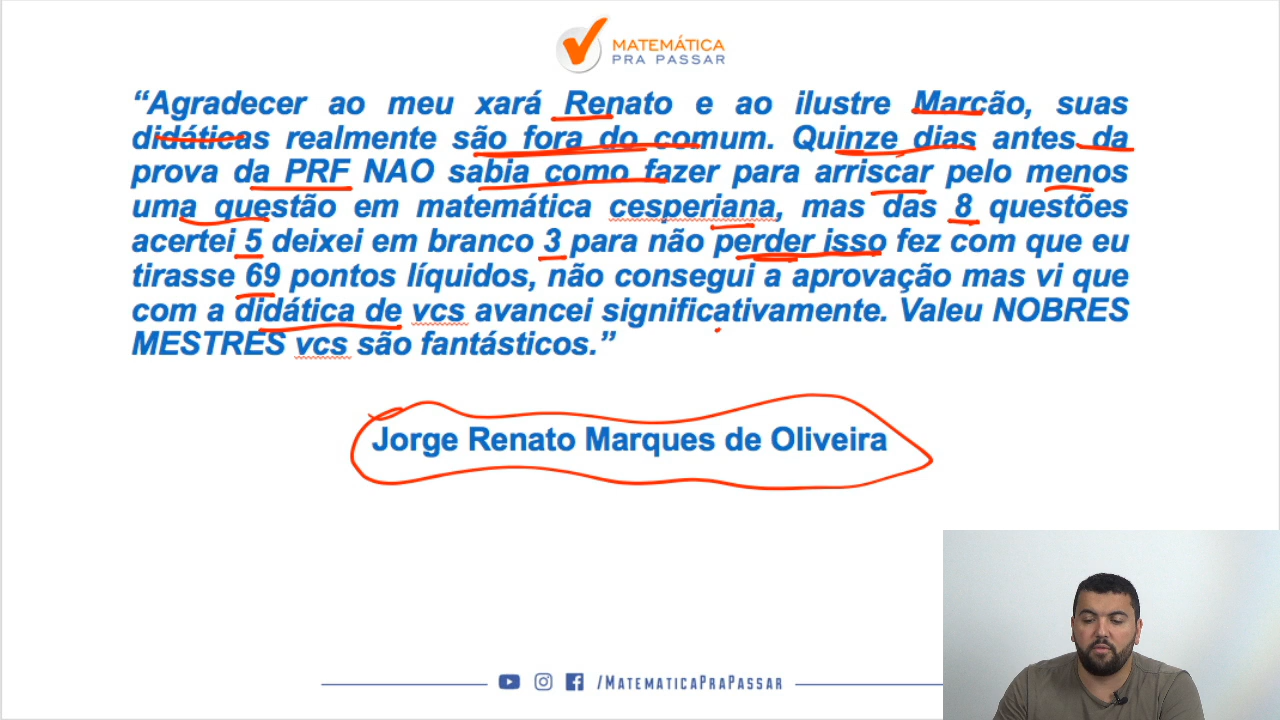 MATEMÁTICA
PRA PASSAR
“Agradecer ao meu xará Renato e ao ilustre Marcão, suas
didáticas realmente são fora do comum. Quinze dias antes da
prova da PRF NAO sabia como fazer para arriscar pelo menos
uma questão em matemática cesperiana, mas das 8 questões
acertei 5 deixei em branco 3 para não perder isso fez com que eu
tirasse 69 pontos líquidos, não consegui a aprovação mas vi que
com a didática de vcs avancei significativamente. Valeu NOBRES
MESTRES vcs são fantásticos.”
Jorge Renato Marques de Oliveira
/MATEMATICAPRAPASSAR